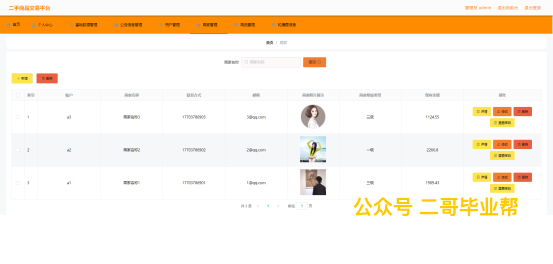 二手商品交易平台
管理员 admin 退出到前台 退出登录
首页 个人中心 基础数据管理 公告信息管理 用户管理 商家管理 商品管理 轮播图信息
首页 / 商家
商家名称 商家名称 查询
新增 删除
索引 账户 商家名称 联系方式 邮箱 商家照片展示 商家等级类型 现有余额 操作
1 a3 商家名称3 17703786903 3@qq.com 三级 1124.55 详情 修改 删除
重置密码
2 a2 商家名称2 17703786902 2@qq.com 一级 详情 修改 删除
重置密码
3 a1 商家名称1 17703786901 1@qq.com 三级 详情 修改 删除
重置密码
共 3 条 < 1 > 前往 1 页
公众号 二哥毕业帮